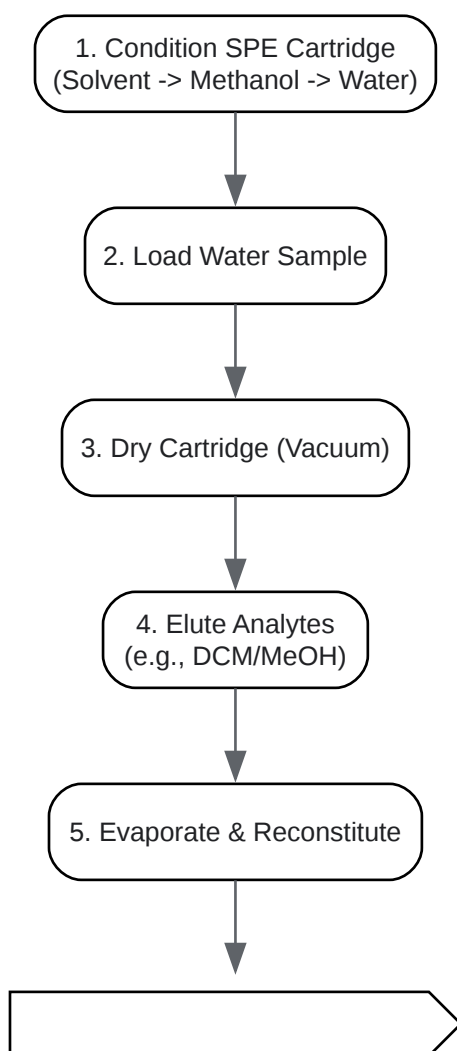 1. Condition SPE Cartridge
(Solvent -> Methanol -> Water)
2. Load Water Sample
3. Dry Cartridge (Vacuum)
4. Elute Analytes
(e.g., DCM/MeOH)
5. Evaporate & Reconstitute